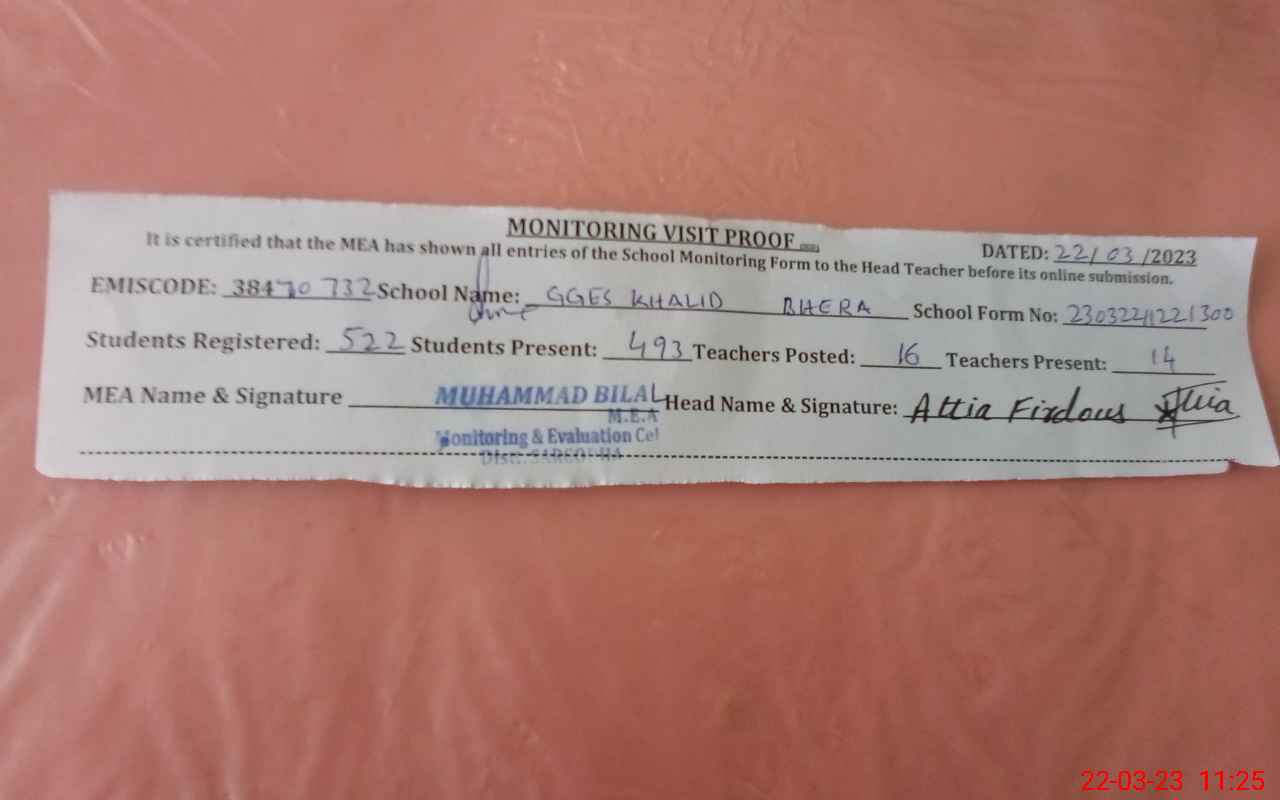 MONITORING VISIT PROOF
DATED: 22/03/2023
It is certified that the MEA has shown all entries of the School Monitoring Form to the Head Teacher before its online submission.
EMISCODE: 38470732 School Name: GGES KHALID BHERA School Form No:
Students Registered: 522 Students Present: 493 Teachers Posted: 16 Teachers Present: 14
MEA Name & Signature MUHAMMAD BILAL Head Name & Signature: Attia Firdous
M.E.A
Monitoring & Evaluation Cel
Distt. SARGODHA
22-03-23 11:25